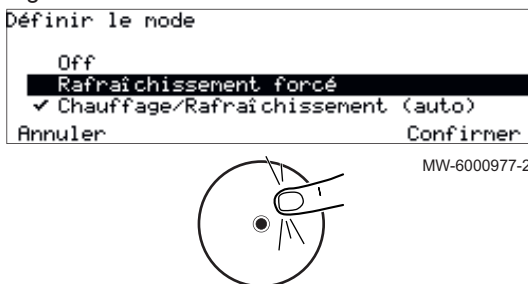 Définir le mode
Off
Rafraîchissement forcé
✓ Chauffage/Rafraîchissement (auto)
Annuler Confirmer
MW-6000977-2